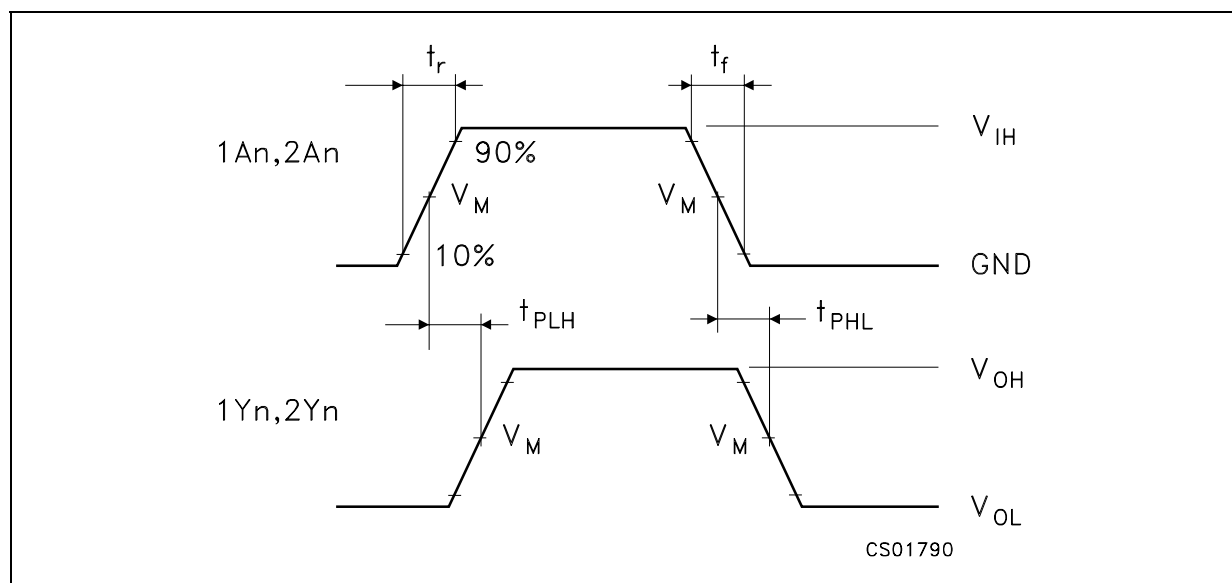 t_r t_f
V_IH
1An,2An 90%
V_M V_M
10% GND
t_PLH t_PHL
V_OH
1Yn,2Yn
V_M V_M
V_OL
CS01790